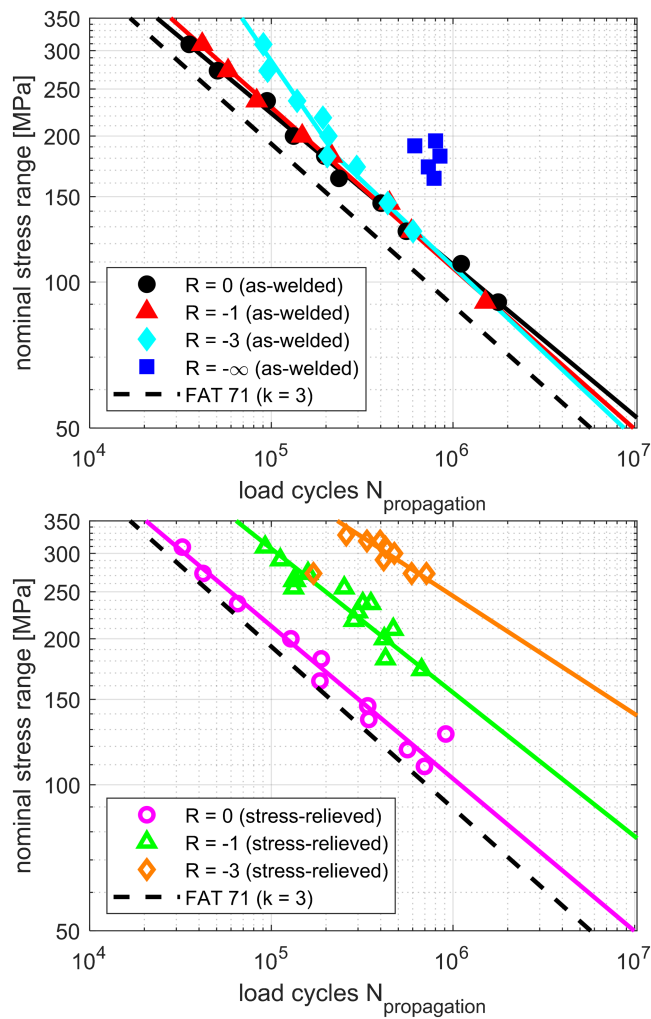 350
300
250
200
150
100
50
nominal stress range [MPa]
R = 0 (as-welded)
R = -1 (as-welded)
R = -3 (as-welded)
R = -∞ (as-welded)
FAT 71 (k = 3)
10⁴ 10⁵ 10⁶ 10⁷
load cycles N_propagation
350
300
250
200
150
100
50
nominal stress range [MPa]
R = 0 (stress-relieved)
R = -1 (stress-relieved)
R = -3 (stress-relieved)
FAT 71 (k = 3)
10⁴ 10⁵ 10⁶ 10⁷
load cycles N_propagation